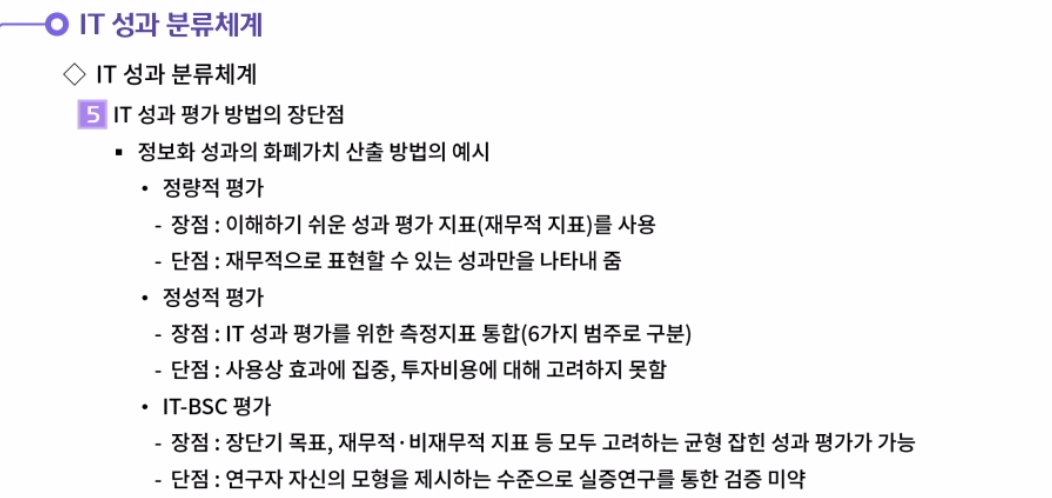 IT 성과 분류체계
◇ IT 성과 분류체계
5 IT 성과 평가 방법의 장단점
▪ 정보화 성과의 화폐가치 산출 방법의 예시
• 정량적 평가
- 장점 : 이해하기 쉬운 성과 평가 지표(재무적 지표)를 사용
- 단점 : 재무적으로 표현할 수 있는 성과만을 나타내 줌
• 정성적 평가
- 장점 : IT 성과 평가를 위한 측정지표 통합(6가지 범주로 구분)
- 단점 : 사용상 효과에 집중, 투자비용에 대해 고려하지 못함
• IT-BSC 평가
- 장점 : 장단기 목표, 재무적·비재무적 지표 등 모두 고려하는 균형 잡힌 성과 평가가 가능
- 단점 : 연구자 자신의 모형을 제시하는 수준으로 실증연구를 통한 검증 미약